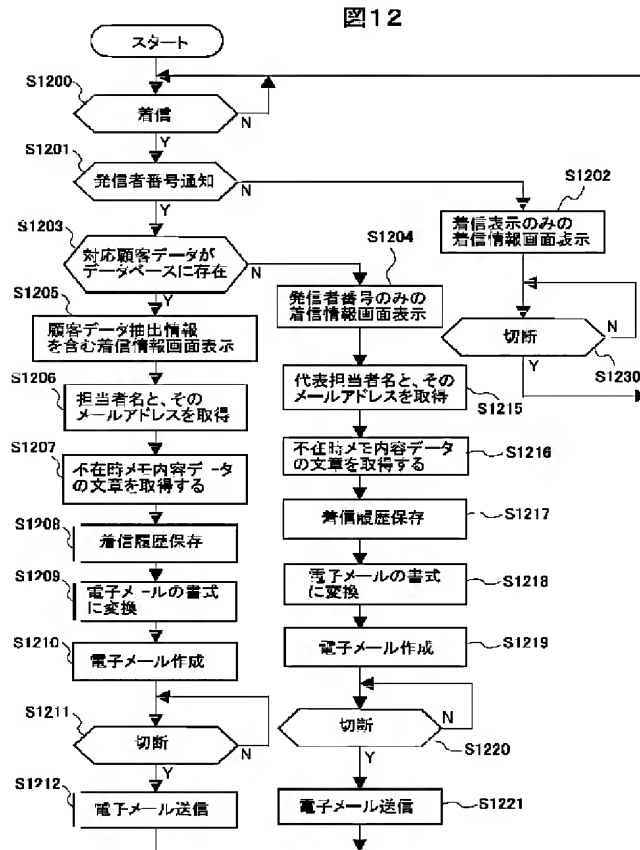 図12
スタート
S1200
着信
N
Y
S1201
発信者番号通知
N
Y
S1202
着信表示のみの
着信情報画面表示
S1203
対応顧客データが
データベースに存在
N
Y
S1204
発信者番号のみの
着信情報画面表示
切断
N
Y
S1230
S1205
顧客データ抽出情報
を含む着信情報画面表示
S1206
担当者名と、その
メールアドレスを取得
代表担当者名と、その
メールアドレスを取得
S1215
S1207
不在時メモ内容データ
の文章を取得する
不在時メモ内容データ
の文章を取得する
S1216
S1208
着信履歴保存
着信履歴保存
S1217
S1209
電子メールの書式
に変換
電子メールの書式
に変換
S1218
S1210
電子メール作成
電子メール作成
S1219
S1211
切断
N
Y
切断
N
Y
S1220
S1212
電子メール送信
電子メール送信
S1221